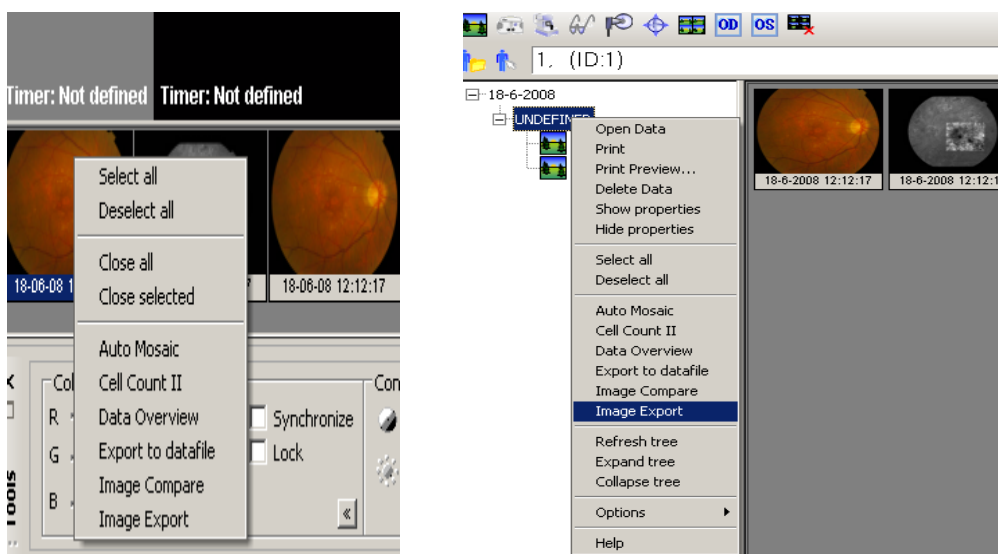 Timer: Not defined Timer: Not defined
Select all
Deselect all
Close all
Close selected
Auto Mosaic
Cell Count II
Data Overview
Export to datafile
Image Compare
Image Export
18-06-08 1
18-06-08 12:12:17
Col
R
G
B
Synchronize
Lock
Con
Tools
OD OS
1, (ID:1)
18-6-2008
UNDEFINED
Open Data
Print
Print Preview...
Delete Data
Show properties
Hide properties
Select all
Deselect all
Auto Mosaic
Cell Count II
Data Overview
Export to datafile
Image Compare
Image Export
Refresh tree
Expand tree
Collapse tree
Options
Help
18-6-2008 12:12:17
18-6-2008 12:12:1